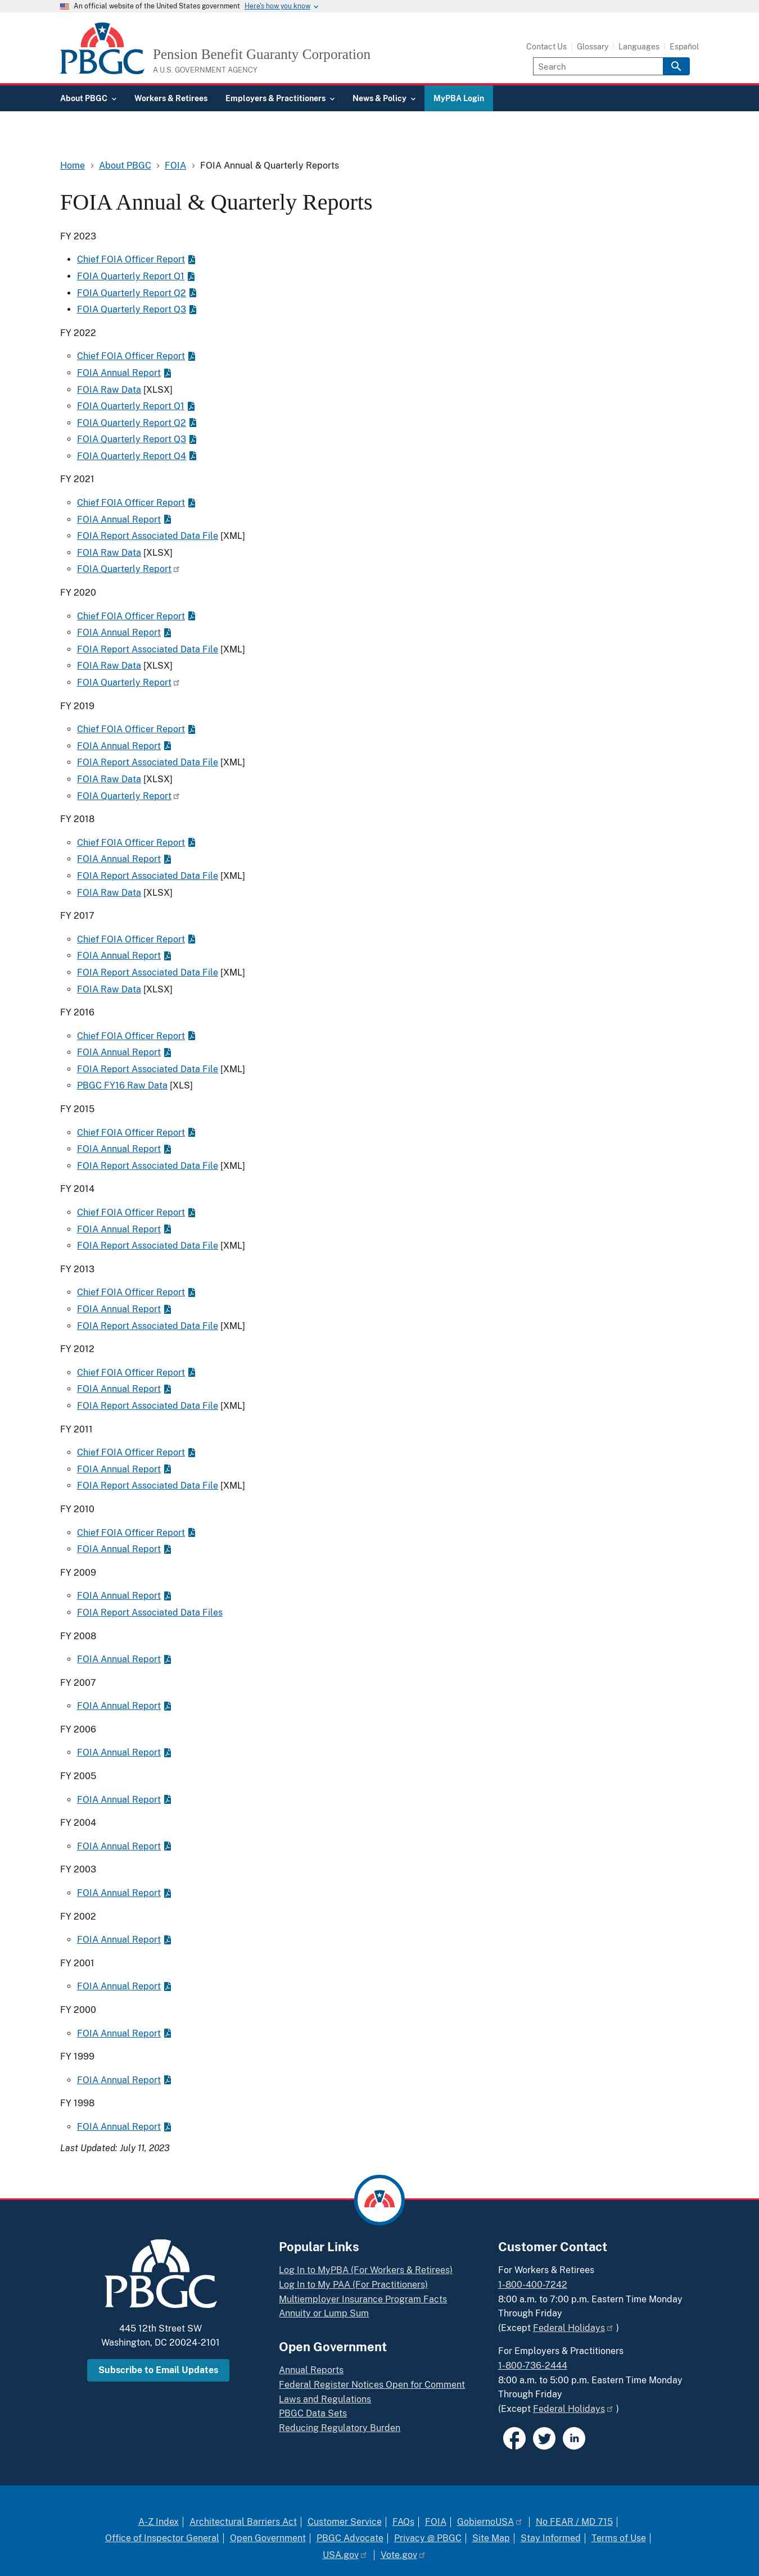 An official website of the United States government Here's how you know
PBGC
Pension Benefit Guaranty Corporation
A U.S. GOVERNMENT AGENCY
Contact Us
Glossary
Languages
Español
Search
About PBGC
Workers & Retirees
Employers & Practitioners
News & Policy
MyPBA Login
Home › About PBGC › FOIA › FOIA Annual & Quarterly Reports
FOIA Annual & Quarterly Reports
FY 2023
Chief FOIA Officer Report
FOIA Quarterly Report Q1
FOIA Quarterly Report Q2
FOIA Quarterly Report Q3
FY 2022
Chief FOIA Officer Report
FOIA Annual Report
FOIA Raw Data [XLSX]
FOIA Quarterly Report Q1
FOIA Quarterly Report Q2
FOIA Quarterly Report Q3
FOIA Quarterly Report Q4
FY 2021
Chief FOIA Officer Report
FOIA Annual Report
FOIA Report Associated Data File [XML]
FOIA Raw Data [XLSX]
FOIA Quarterly Report
FY 2020
Chief FOIA Officer Report
FOIA Annual Report
FOIA Report Associated Data File [XML]
FOIA Raw Data [XLSX]
FOIA Quarterly Report
FY 2019
Chief FOIA Officer Report
FOIA Annual Report
FOIA Report Associated Data File [XML]
FOIA Raw Data [XLSX]
FOIA Quarterly Report
FY 2018
Chief FOIA Officer Report
FOIA Annual Report
FOIA Report Associated Data File [XML]
FOIA Raw Data [XLSX]
FY 2017
Chief FOIA Officer Report
FOIA Annual Report
FOIA Report Associated Data File [XML]
FOIA Raw Data [XLSX]
FY 2016
Chief FOIA Officer Report
FOIA Annual Report
FOIA Report Associated Data File [XML]
PBGC FY16 Raw Data [XLS]
FY 2015
Chief FOIA Officer Report
FOIA Annual Report
FOIA Report Associated Data File [XML]
FY 2014
Chief FOIA Officer Report
FOIA Annual Report
FOIA Report Associated Data File [XML]
FY 2013
Chief FOIA Officer Report
FOIA Annual Report
FOIA Report Associated Data File [XML]
FY 2012
Chief FOIA Officer Report
FOIA Annual Report
FOIA Report Associated Data File [XML]
FY 2011
Chief FOIA Officer Report
FOIA Annual Report
FOIA Report Associated Data File [XML]
FY 2010
Chief FOIA Officer Report
FOIA Annual Report
FY 2009
FOIA Annual Report
FOIA Report Associated Data Files
FY 2008
FOIA Annual Report
FY 2007
FOIA Annual Report
FY 2006
FOIA Annual Report
FY 2005
FOIA Annual Report
FY 2004
FOIA Annual Report
FY 2003
FOIA Annual Report
FY 2002
FOIA Annual Report
FY 2001
FOIA Annual Report
FY 2000
FOIA Annual Report
FY 1999
FOIA Annual Report
FY 1998
FOIA Annual Report
Last Updated: July 11, 2023
PBGC
445 12th Street SW
Washington, DC 20024-2101
Subscribe to Email Updates
Popular Links
Log In to MyPBA (For Workers & Retirees)
Log In to My PAA (For Practitioners)
Multiemployer Insurance Program Facts
Annuity or Lump Sum
Open Government
Annual Reports
Federal Register Notices Open for Comment
Laws and Regulations
PBGC Data Sets
Reducing Regulatory Burden
Customer Contact
For Workers & Retirees
1-800-400-7242
8:00 a.m. to 7:00 p.m. Eastern Time Monday
Through Friday
(Except Federal Holidays )
For Employers & Practitioners
1-800-736-2444
8:00 a.m. to 5:00 p.m. Eastern Time Monday
Through Friday
(Except Federal Holidays )
in
A-Z Index | Architectural Barriers Act | Customer Service | FAQs | FOIA | GobiernoUSA | No FEAR / MD 715 |
Office of Inspector General | Open Government | PBGC Advocate | Privacy @ PBGC | Site Map | Stay Informed | Terms of Use |
USA.gov | Vote.gov